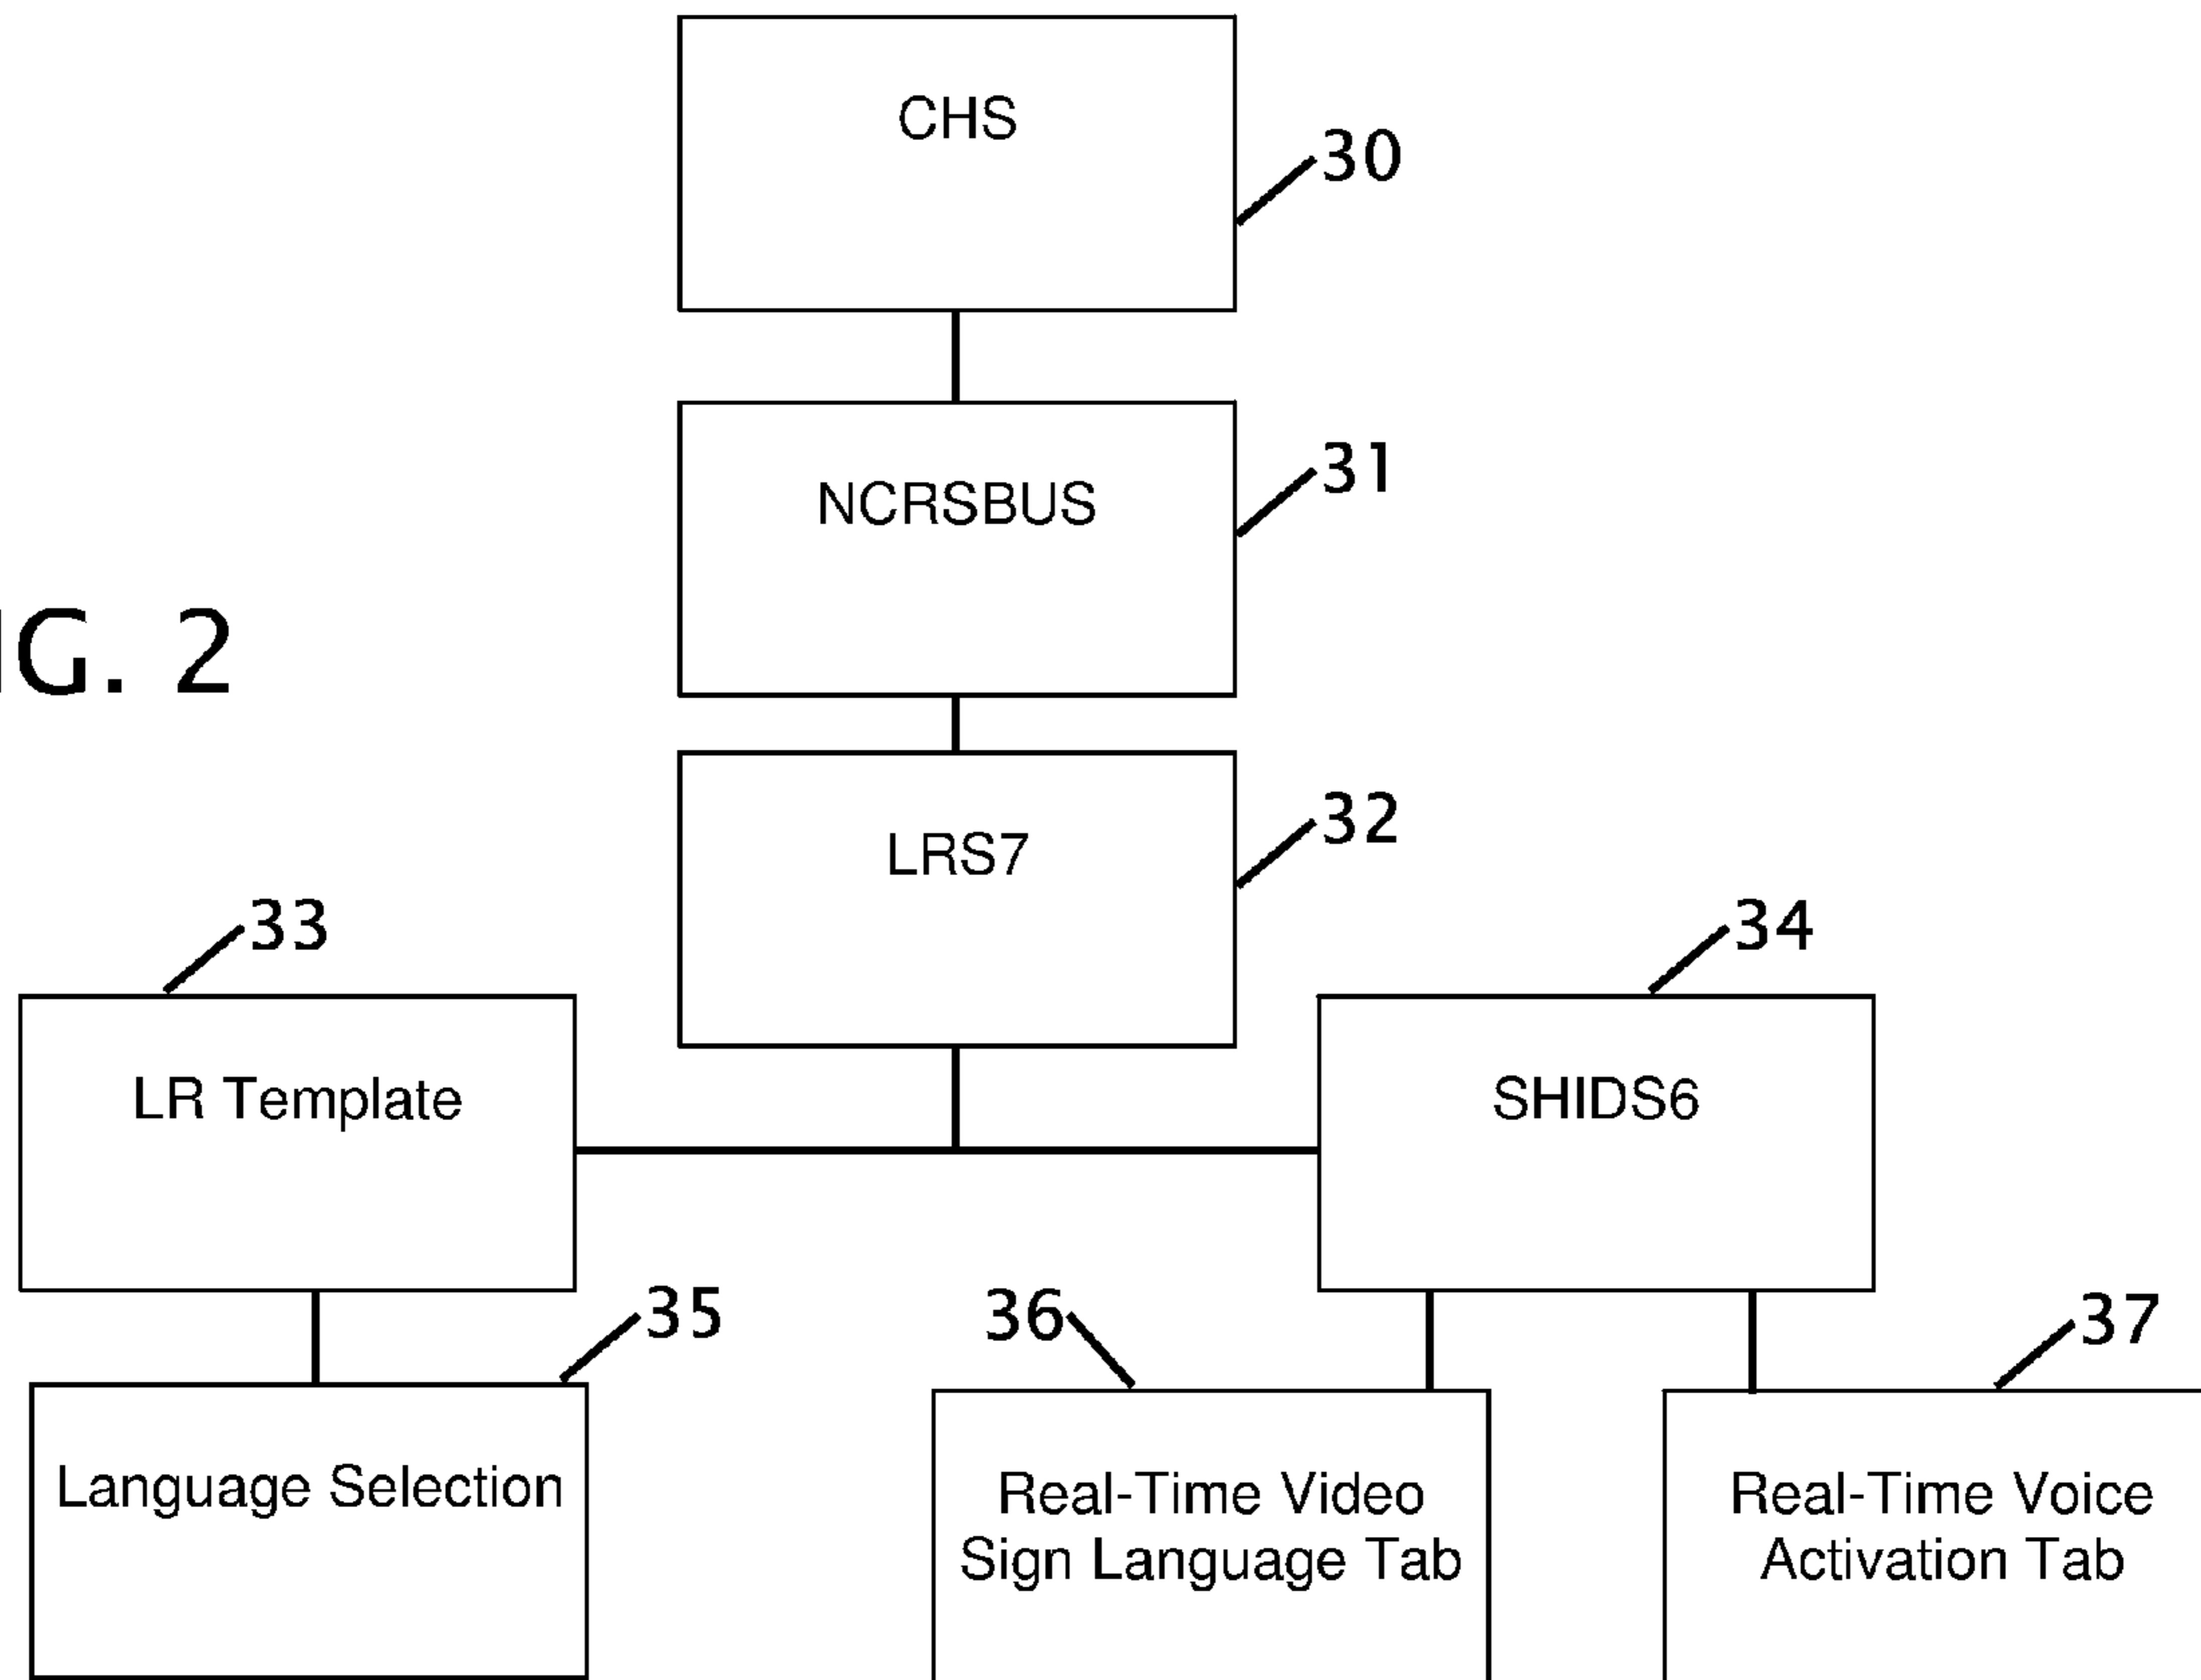 CHS
30
NCRSBUS
31
IG. 2
LRS7
32
33
34
LR Template
SHIDS6
35
36
37
Language Selection
Real-Time Video
Sign Language Tab
Real-Time Voice
Activation Tab